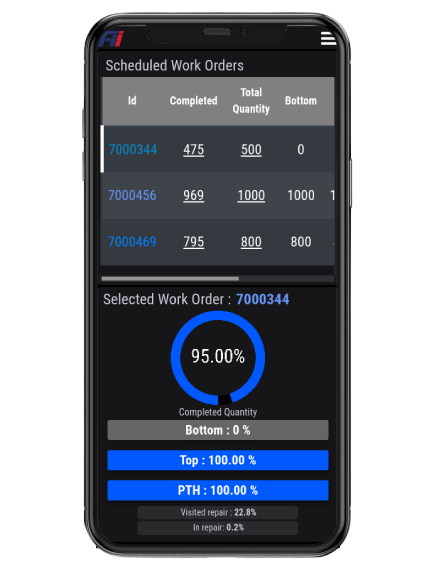 Scheduled Work Orders
Id Completed Total Quantity Bottom
7000344 475 500 0
7000456 969 1000 1000 1
7000469 795 800 800
Selected Work Order : 7000344
95.00%
Completed Quantity
Bottom : 0 %
Top : 100.00 %
PTH : 100.00 %
Visited repair : 22.8%
In repair: 0.2%